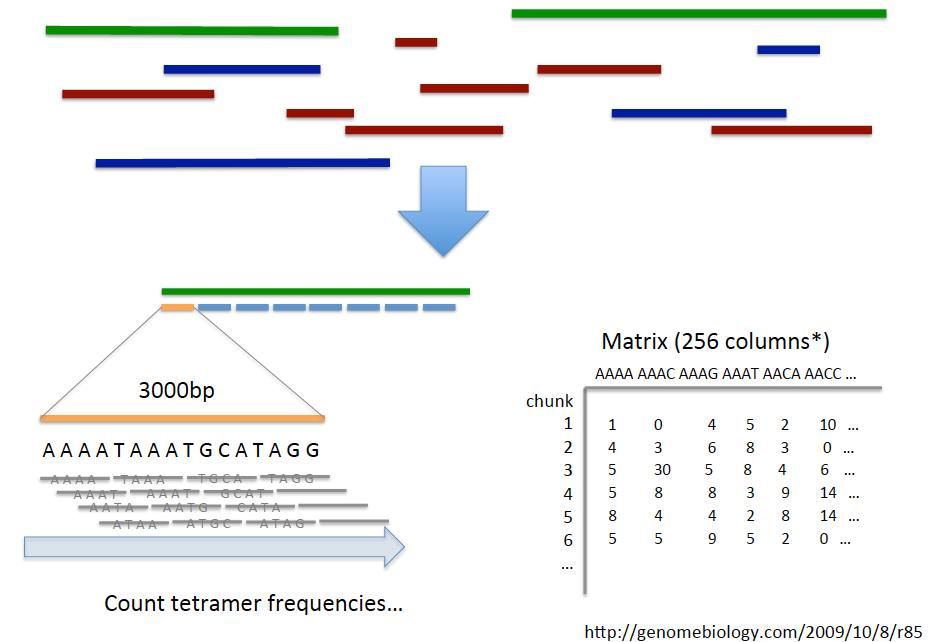 3000bp
A A A A T A A A T G C A T A G G
AAAA TAAA TGCA TAGG
AAAT AAAT GCAT
AATA AATG CATA
ATAA ATGC ATAG
Count tetramer frequencies...
Matrix (256 columns*)
AAAA AAAC AAAG AAAT AACA AACC ...
chunk
1 1 0 4 5 2 10 ...
2 4 3 6 8 3 0 ...
3 5 30 5 8 4 6 ...
4 5 8 8 3 9 14 ...
5 8 4 4 2 8 14 ...
6 5 5 9 5 2 0 ...
...
http://genomebiology.com/2009/10/8/r85